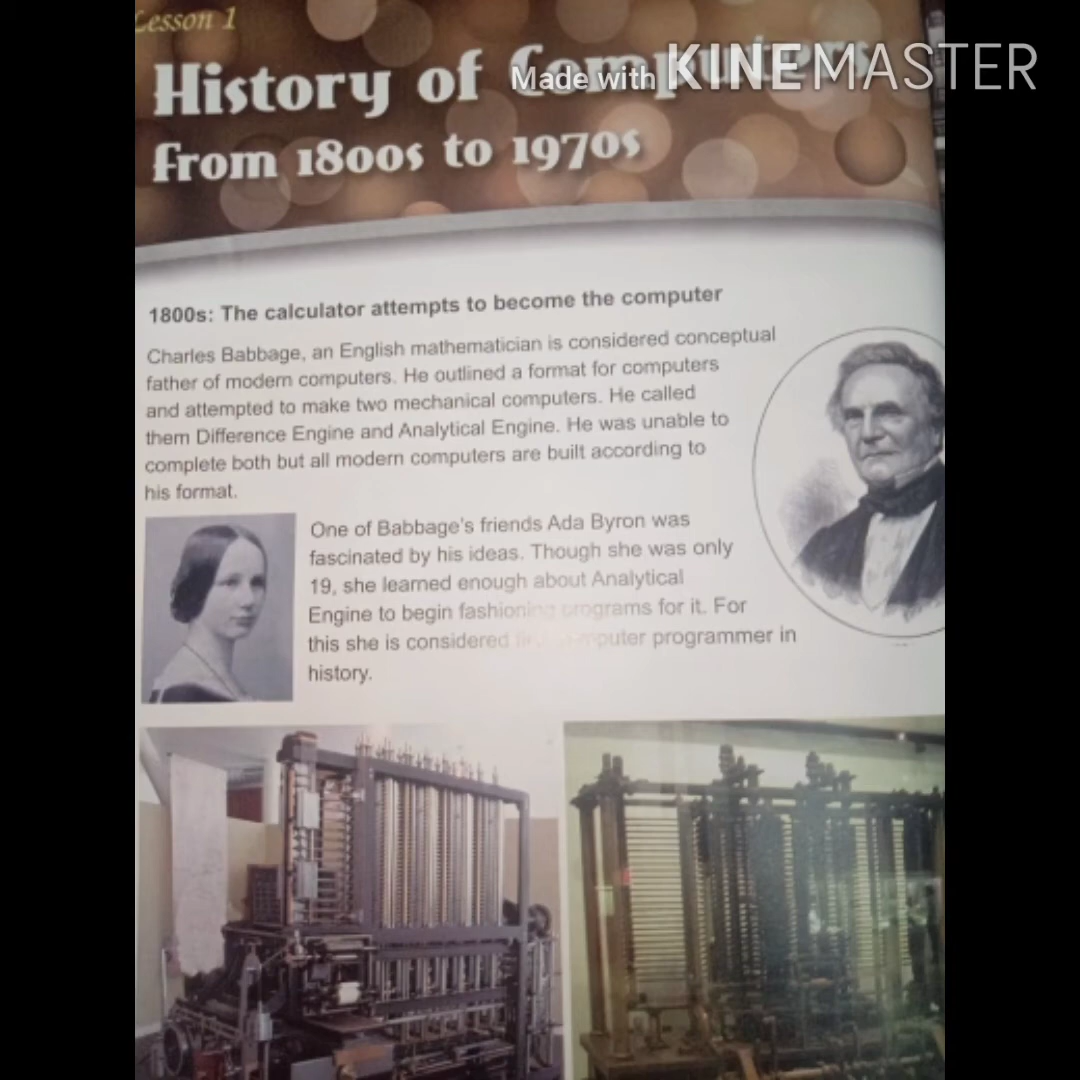 Lesson 1
History of Computers
from 1800s to 1970s
Made with KINEMASTER
1800s: The calculator attempts to become the computer
Charles Babbage, an English mathematician is considered conceptual
father of modern computers. He outlined a format for computers
and attempted to make two mechanical computers. He called
them Difference Engine and Analytical Engine. He was unable to
complete both but all modern computers are built according to
his format.
One of Babbage's friends Ada Byron was
fascinated by his ideas. Though she was only
19, she learned enough about Analytical
Engine to begin fashioning programs for it. For
this she is considered first computer programmer in
history.